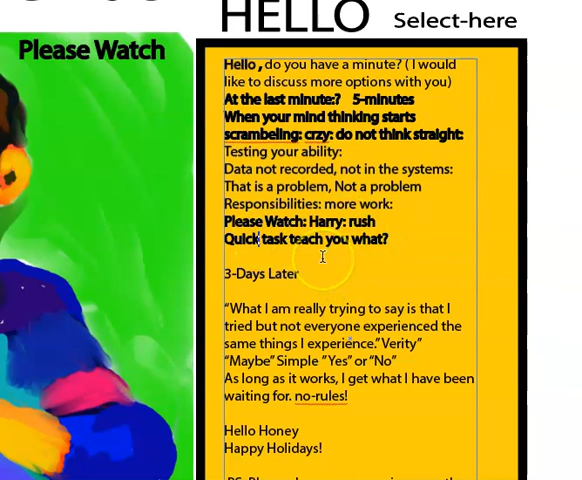 HELLO
Select-here
Please Watch
Hello, do you have a minute? ( I would
like to discuss more options with you)
At the last minute:? 5-minutes
When your mind thinking starts
scrambeling: crzy: do not think straight:
Testing your ability:
Data not recorded, not in the systems:
That is a problem, Not a problem
Responsibilities: more work:
Please Watch: Harry: rush
Quick task teach you what?
3-Days Later
“What I am really trying to say is that I
tried but not everyone experienced the
same things I experience.”Verity”
“Maybe” Simple ”Yes” or “No”
As long as it works, I get what I have been
waiting for. no-rules!
Hello Honey
Happy Holidays!